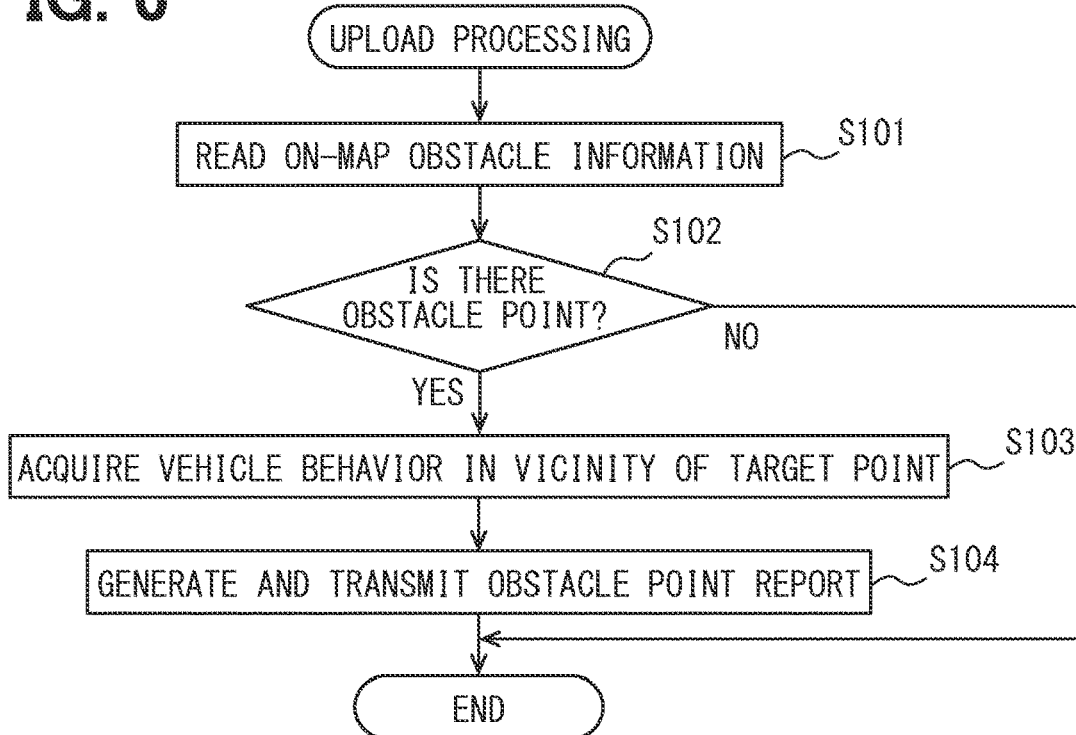 UPLOAD PROCESSING
READ ON-MAP OBSTACLE INFORMATION
S101
S102
IS THERE
OBSTACLE POINT?
NO
YES
ACQUIRE VEHICLE BEHAVIOR IN VICINITY OF TARGET POINT
S103
GENERATE AND TRANSMIT OBSTACLE POINT REPORT
S104
END